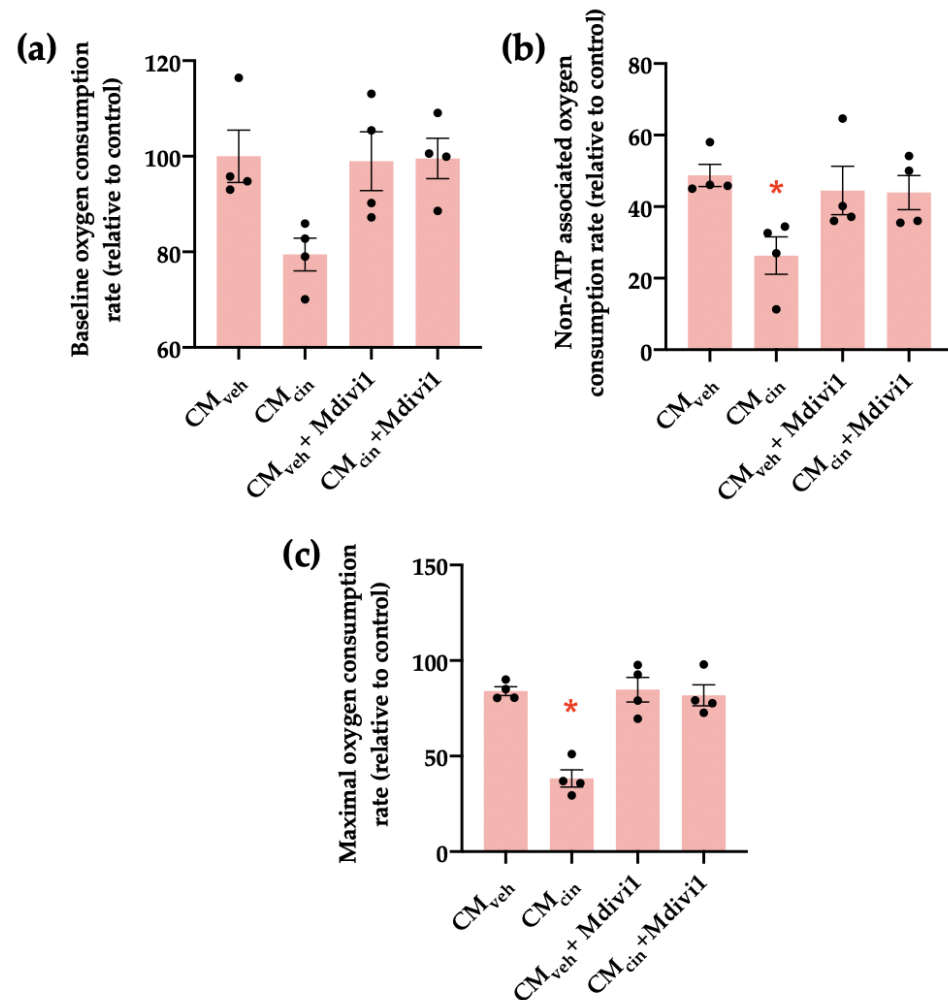 (a)
Baseline oxygen consumption
rate (relative to control)
120
100
80
60
CMveh
CMcin
CMveh+ Mdivi1
CMcin+Mdivi1
(b)
Non-ATP associated oxygen
consumption rate (relative to control)
80
60
40
20
0
*
CMveh
CMcin
CMveh+ Mdivi1
CMcin+Mdivi1
(c)
Maximal oxygen consumption
rate (relative to control)
150
100
50
0
*
CMveh
CMcin
CMveh+ Mdivi1
CMcin+Mdivi1